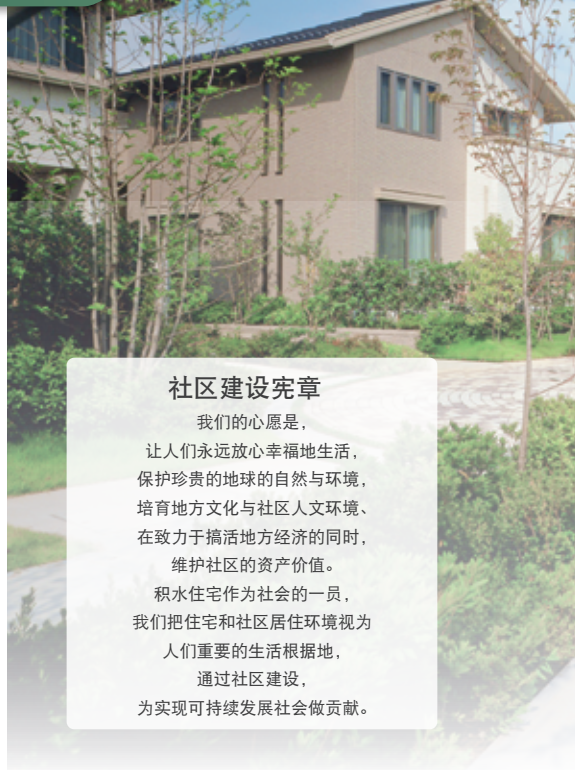 社区建设宪章
我们的心愿是，
让人们永远放心幸福地生活，
保护珍贵的地球的自然与环境，
培育地方文化与社区人文环境、
在致力于搞活地方经济的同时，
维护社区的资产价值。
积水住宅作为社会的一员，
我们把住宅和社区居住环境视为
人们重要的生活根据地，
通过社区建设，
为实现可持续发展社会做贡献。